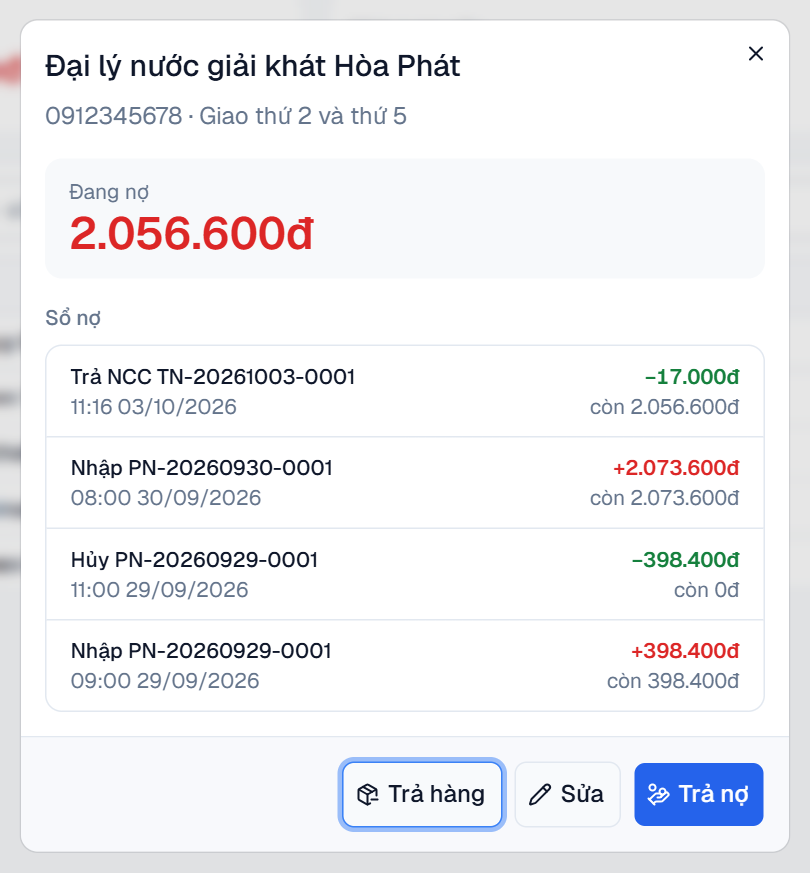 Đại lý nước giải khát Hòa Phát
0912345678 · Giao thứ 2 và thứ 5
Đang nợ
2.056.600đ
Sổ nợ
Trả NCC TN-20261003-0001
−17.000đ
11:16 03/10/2026
còn 2.056.600đ
Nhập PN-20260930-0001
+2.073.600đ
08:00 30/09/2026
còn 2.073.600đ
Hủy PN-20260929-0001
−398.400đ
11:00 29/09/2026
còn 0đ
Nhập PN-20260929-0001
+398.400đ
09:00 29/09/2026
còn 398.400đ
Trả hàng
Sửa
Trả nợ